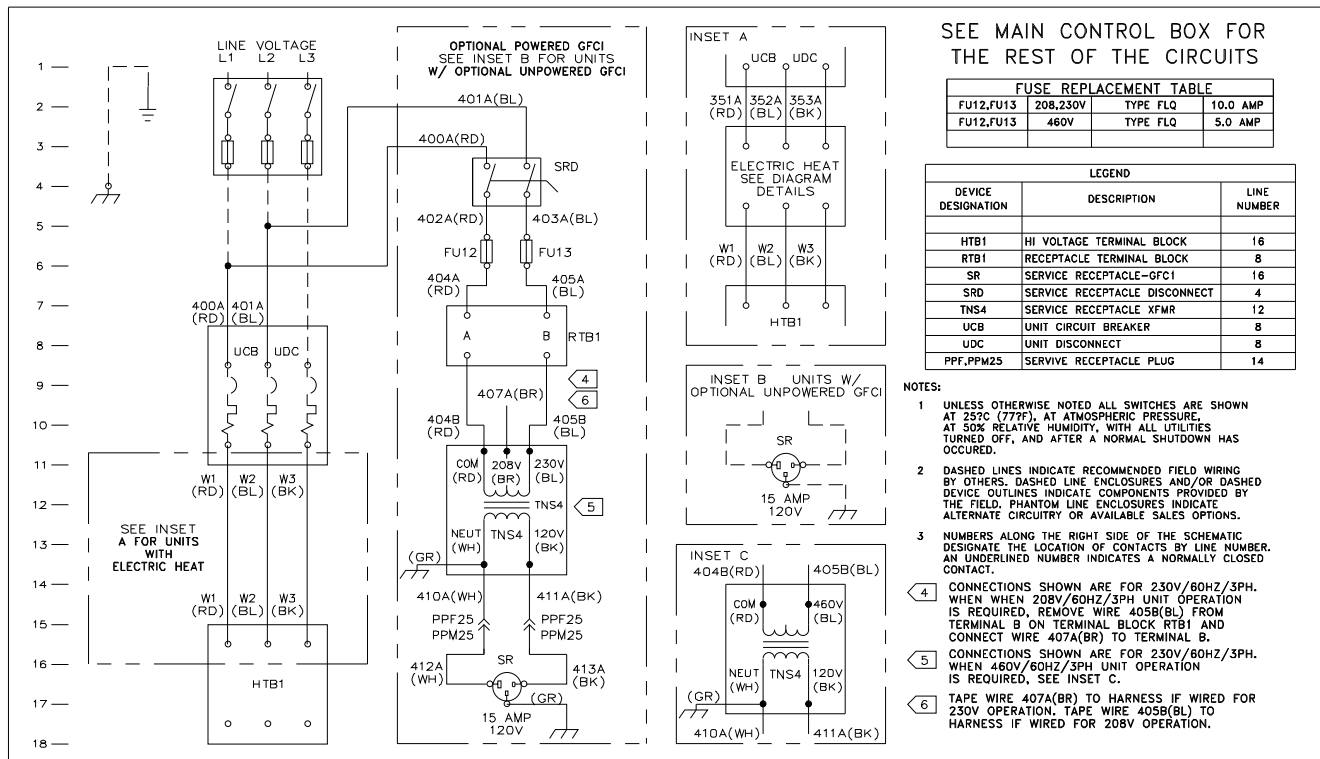 LINE VOLTAGE
L1 L2 L3
1
2
3
4
5
6
7
8
9
10
11
12
13
14
15
16
17
18
400A 401A
(RD) (BL)
UCB UDC
W1 W2 W3
(RD) (BL) (BK)
SEE INSET
A FOR UNITS
WITH
ELECTRIC HEAT
W1 W2 W3
(RD) (BL) (BK)
HTB1
OPTIONAL POWERED GFCI
SEE INSET B FOR UNITS
W/ OPTIONAL UNPOWERED GFCI
401A(BL)
400A(RD)
SRD
402A(RD) 403A(BL)
FU12 FU13
404A 405A
(RD) (BL)
A B RTB1
4
407A(BR) 6
404B 405B
(RD) (BL)
COM 208V 230V
(RD) (BR) (BL)
TNS4 5
NEUT TNS4 120V
(WH) (BK)
(GR)
410A(WH) 411A(BK)
PPF25 PPF25
PPM25 PPM25
412A SR 413A
(WH) (BK)
(GR)
15 AMP
120V
INSET A
UCB UDC
351A 352A 353A
(RD) (BL) (BK)
ELECTRIC HEAT
SEE DIAGRAM
DETAILS
W1 W2 W3
(RD) (BL) (BK)
HTB1
INSET B UNITS W/
OPTIONAL UNPOWERED GFCI
SR
15 AMP
120V
INSET C
404B(RD) 405B(BL)
COM 460V
(RD) (BL)
NEUT TNS4 120V
(WH) (BK)
(GR)
410A(WH) 411A(BK)
SEE MAIN CONTROL BOX FOR
THE REST OF THE CIRCUITS
FUSE REPLACEMENT TABLE
FU12,FU13 208,230V TYPE FLQ 10.0 AMP
FU12,FU13 460V TYPE FLQ 5.0 AMP
LEGEND
DEVICE DESCRIPTION LINE
DESIGNATION NUMBER
HTB1 HI VOLTAGE TERMINAL BLOCK 16
RTB1 RECEPTACLE TERMINAL BLOCK 8
SR SERVICE RECEPTACLE-GFC1 16
SRD SERVICE RECEPTACLE DISCONNECT 4
TNS4 SERVICE RECEPTACLE XFMR 12
UCB UNIT CIRCUIT BREAKER 8
UDC UNIT DISCONNECT 8
PPF,PPM25 SERVIVE RECEPTACLE PLUG 14
NOTES:
1 UNLESS OTHERWISE NOTED ALL SWITCHES ARE SHOWN
AT 25?C (77?F), AT ATMOSPHERIC PRESSURE,
AT 50% RELATIVE HUMIDITY, WITH ALL UTILITIES
TURNED OFF, AND AFTER A NORMAL SHUTDOWN HAS
OCCURED.
2 DASHED LINES INDICATE RECOMMENDED FIELD WIRING
BY OTHERS. DASHED LINE ENCLOSURES AND/OR DASHED
DEVICE OUTLINES INDICATE COMPONENTS PROVIDED BY
THE FIELD. PHANTOM LINE ENCLOSURES INDICATE
ALTERNATE CIRCUITRY OR AVAILABLE SALES OPTIONS.
3 NUMBERS ALONG THE RIGHT SIDE OF THE SCHEMATIC
DESIGNATE THE LOCATION OF CONTACTS BY LINE NUMBER.
AN UNDERLINED NUMBER INDICATES A NORMALLY CLOSED
CONTACT.
4 CONNECTIONS SHOWN ARE FOR 230V/60HZ/3PH.
WHEN WHEN 208V/60HZ/3PH UNIT OPERATION
IS REQUIRED, REMOVE WIRE 405B(BL) FROM
TERMINAL B ON TERMINAL BLOCK RTB1 AND
CONNECT WIRE 407A(BR) TO TERMINAL B.
5 CONNECTIONS SHOWN ARE FOR 230V/60HZ/3PH.
WHEN 460V/60HZ/3PH UNIT OPERATION
IS REQUIRED, SEE INSET C.
6 TAPE WIRE 407A(BR) TO HARNESS IF WIRED FOR
230V OPERATION. TAPE WIRE 405B(BL) TO
HARNESS IF WIRED FOR 208V OPERATION.